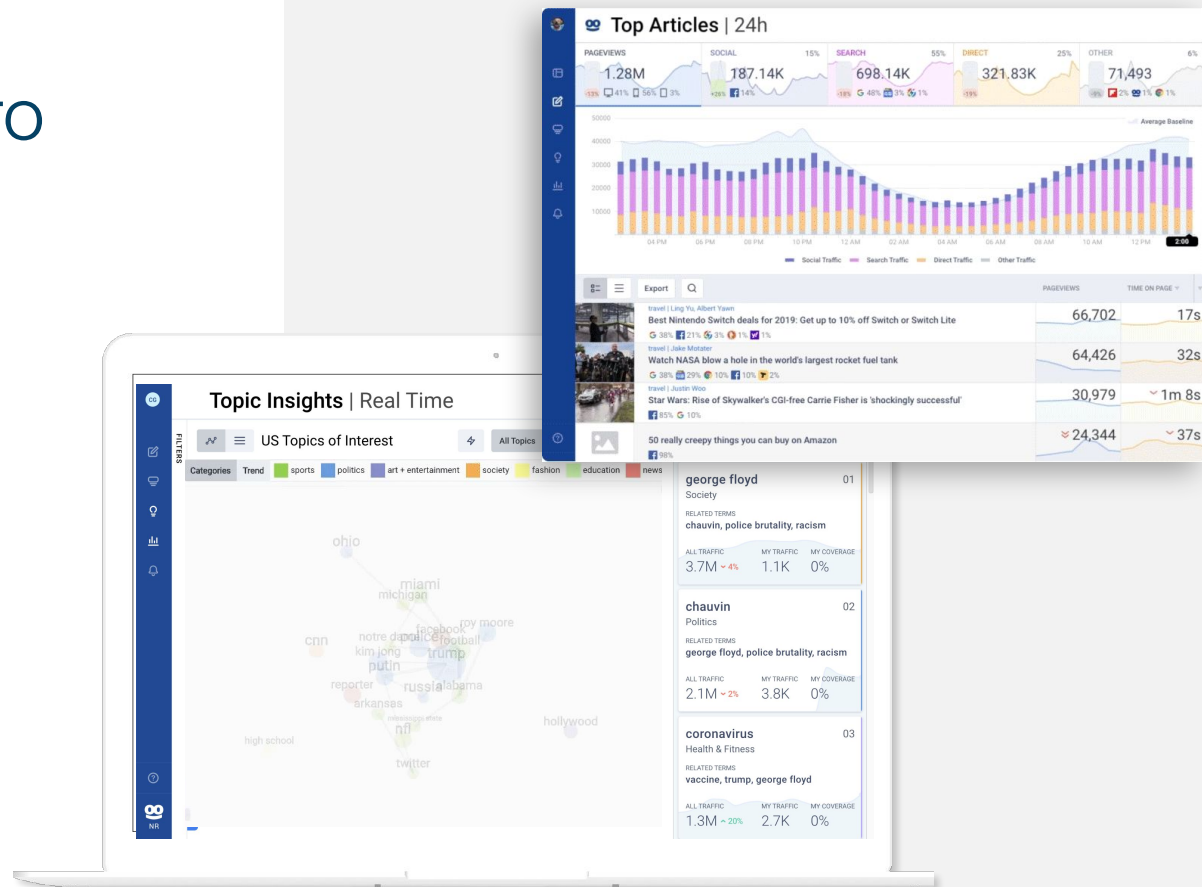 ro
Top Articles | 24h
PAGEVIEWS
1.28M
-13% 41% 56% 3%
SOCIAL 15%
187.14K
+26% 14%
SEARCH 55%
698.14K
-18% 48% 3% 1%
DIRECT 25%
321.83K
-19%
OTHER 6%
71,493
2% 1% 1%
Average Baseline
50000
40000
30000
20000
10000
04 PM 06 PM 08 PM 10 PM 12 AM 02 AM 04 AM 06 AM 08 AM 10 AM 12 PM 2:00
Social Traffic Search Traffic Direct Traffic Other Traffic
Export PAGEVIEWS TIME ON PAGE
travel | Ling Yu, Albert Yawn
Best Nintendo Switch deals for 2019: Get up to 10% off Switch or Switch Lite
G 38% 21% 3% 1% 1%
66,702 17s
travel | Jake Motater
Watch NASA blow a hole in the world's largest rocket fuel tank
G 38% 29% 10% 10% 2%
64,426 32s
travel | Justin Woo
Star Wars: Rise of Skywalker's CGI-free Carrie Fisher is 'shockingly successful'
85% G 10%
30,979 1m 8s
50 really creepy things you can buy on Amazon
98%
24,344 37s
CG
Topic Insights | Real Time
FILTERS
US Topics of Interest
All Topics
Categories Trend sports politics art + entertainment society fashion education news
ohio
miami
michigan
roy moore
facebook
notre dame
police
football
cnn
kim jong
trump
putin
reporter
russia
alabama
arkansas
nfl
hollywood
high school
twitter
NR
george floyd 01
Society
RELATED TERMS
chauvin, police brutality, racism
ALL TRAFFIC MY TRAFFIC MY COVERAGE
3.7M 4% 1.1K 0%
chauvin 02
Politics
RELATED TERMS
george floyd, police brutality, racism
ALL TRAFFIC MY TRAFFIC MY COVERAGE
2.1M 2% 3.8K 0%
coronavirus 03
Health & Fitness
RELATED TERMS
vaccine, trump, george floyd
ALL TRAFFIC MY TRAFFIC MY COVERAGE
1.3M 20% 2.7K 0%